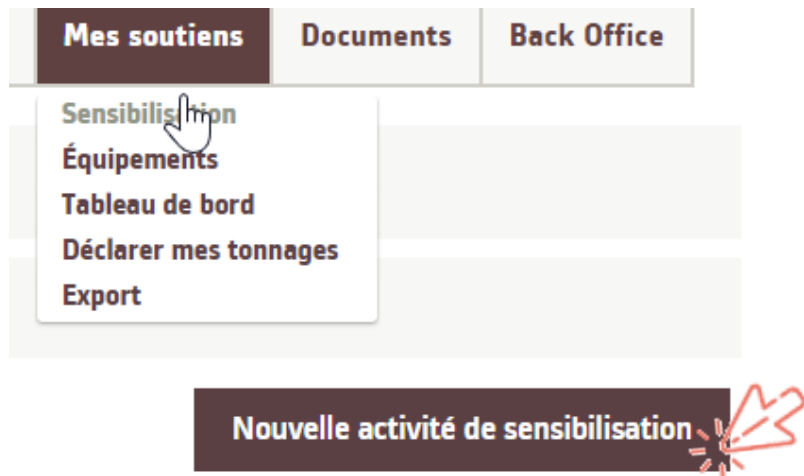 Mes soutiens Documents Back Office
Sensibilisation
Équipements
Tableau de bord
Déclarer mes tonnages
Export
Nouvelle activité de sensibilisation